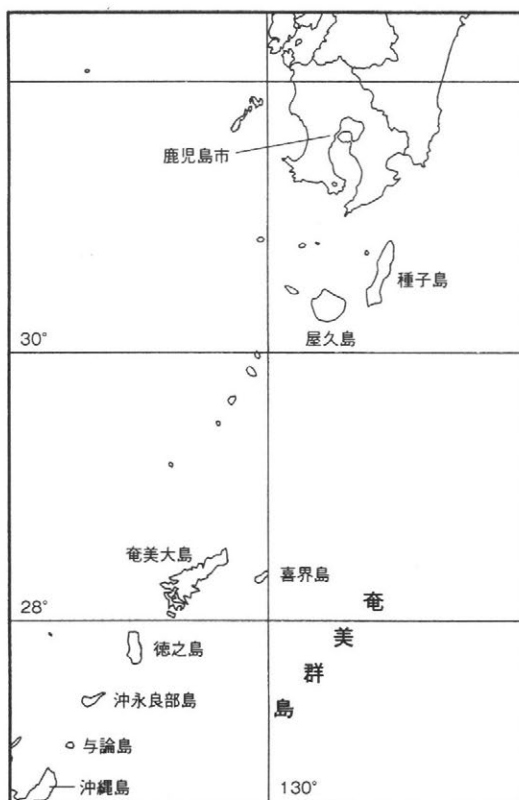 鹿児島市
種子島
屋久島
30°
奄美大島
喜界島
28°
奄美群島
徳之島
沖永良部島
与論島
沖縄島
130°